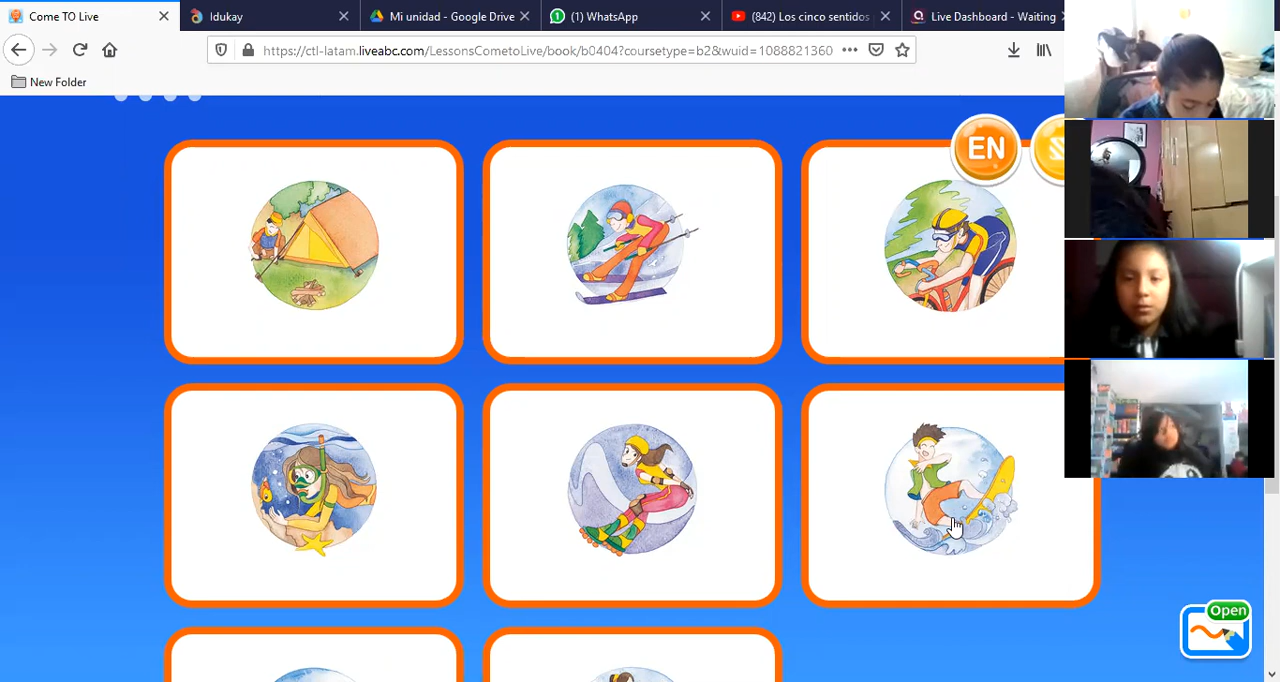 Come TO Live
Idukay
Mi unidad - Google Drive
(1) WhatsApp
(842) Los cinco sentidos
Live Dashboard - Waiting
https://ctl-latam.liveabc.com/LessonsCometoLive/book/b0404?coursetype=b2&wuid=1088821360
New Folder
EN
Open